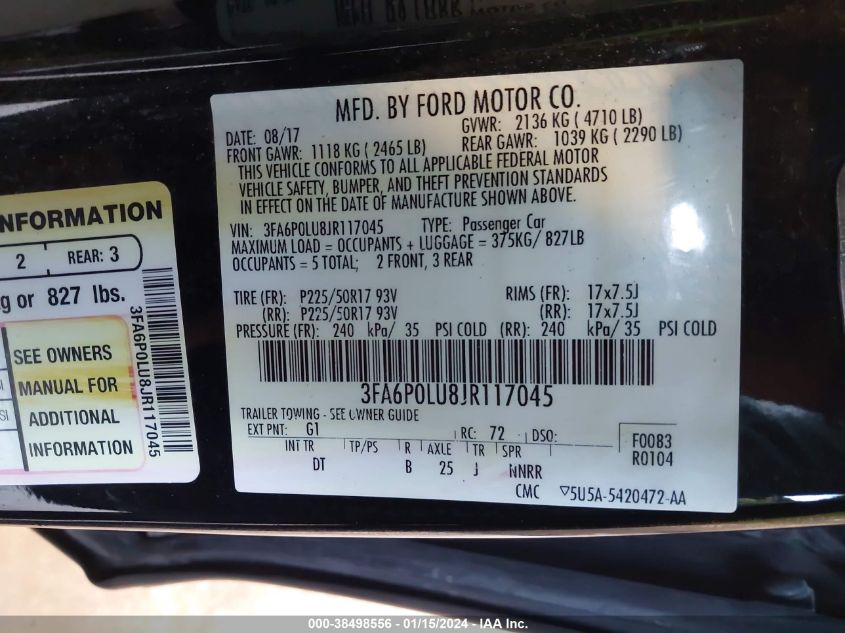 MFD. BY FORD MOTOR CO.
DATE: 08/17
GVWR: 2136 KG ( 4710 LB)
FRONT GAWR: 1118 KG ( 2465 LB)
REAR GAWR: 1039 KG ( 2290 LB)
THIS VEHICLE CONFORMS TO ALL APPLICABLE FEDERAL MOTOR
VEHICLE SAFETY, BUMPER, AND THEFT PREVENTION STANDARDS
IN EFFECT ON THE DATE OF MANUFACTURE SHOWN ABOVE.
VIN: 3FA6P0LU8JR117045 TYPE: Passenger Car
MAXIMUM LOAD = OCCUPANTS + LUGGAGE = 375KG/ 827LB
OCCUPANTS = 5 TOTAL; 2 FRONT, 3 REAR
TIRE (FR): P225/50R17 93V RIMS (FR): 17x7.5J
(RR): P225/50R17 93V (RR): 17x7.5J
PRESSURE (FR): 240 kPa/ 35 PSI COLD (RR): 240 kPa/ 35 PSI COLD
3FA6P0LU8JR117045
TRAILER TOWING - SEE OWNER GUIDE
EXT PNT: G1 RC: 72 DSO:
F0083
R0104
INT TR TP/PS R AXLE TR SPR
DT B 25 J NNRR
CMC ▽5U5A-5420472-AA
INFORMATION
2 REAR: 3
g or 827 lbs.
SEE OWNERS
MANUAL FOR
ADDITIONAL
INFORMATION
3FA6P0LU8JR117045
000-38498556 - 01/15/2024 - IAA Inc.